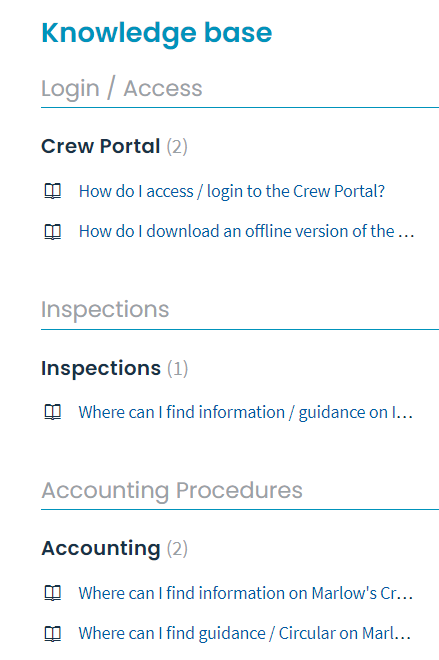 Knowledge base
Login / Access
Crew Portal (2)
How do I access / login to the Crew Portal?
How do I download an offline version of the ...
Inspections
Inspections (1)
Where can I find information / guidance on I...
Accounting Procedures
Accounting (2)
Where can I find information on Marlow's Cr...
Where can I find guidance / Circular on Marl...